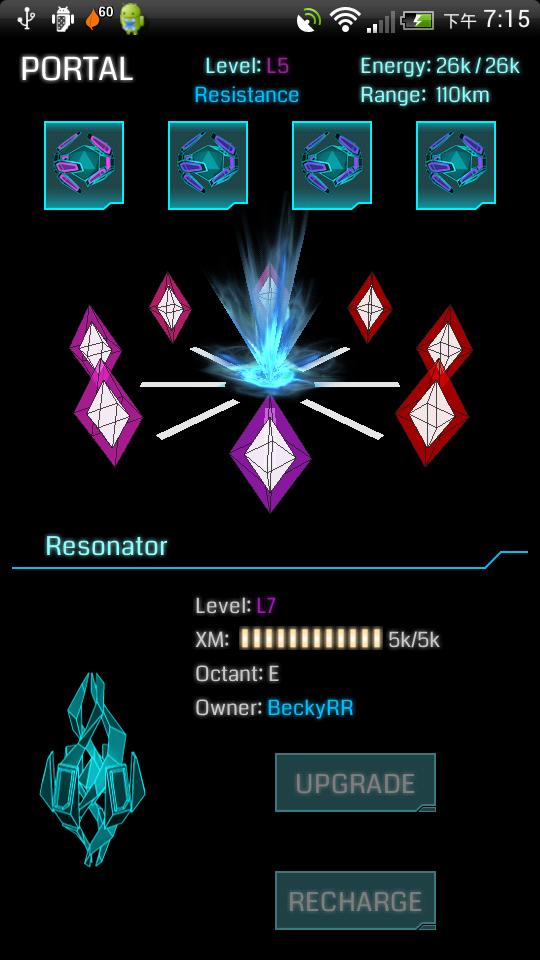 60
下午 7:15
PORTAL
Level: L5
Energy: 26k / 26k
Resistance
Range: 110km
Resonator
Level: L7
XM: 5k/5k
Octant: E
Owner: BeckyRR
UPGRADE
RECHARGE